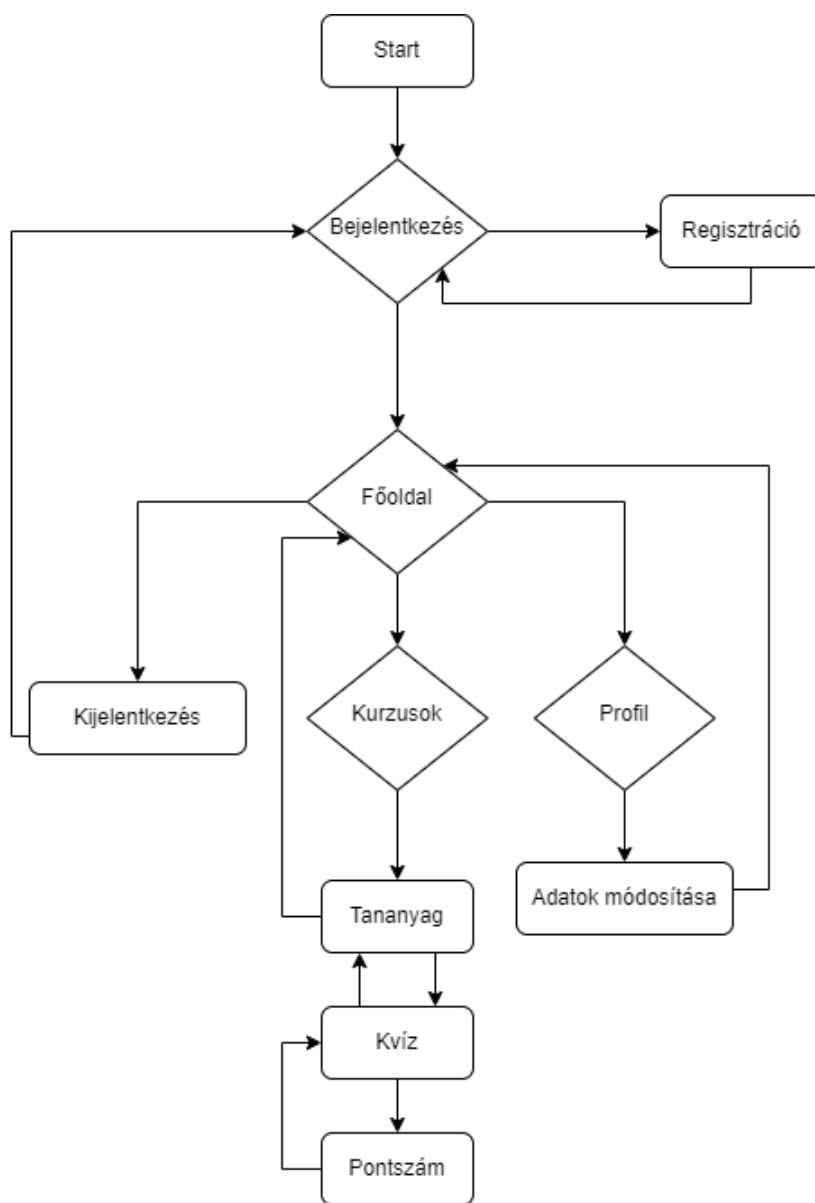 Start
Bejelentkezés
Regisztráció
Főoldal
Kijelentkezés
Kurzusok
Profil
Tananyag
Adatok módosítása
Kvíz
Pontszám